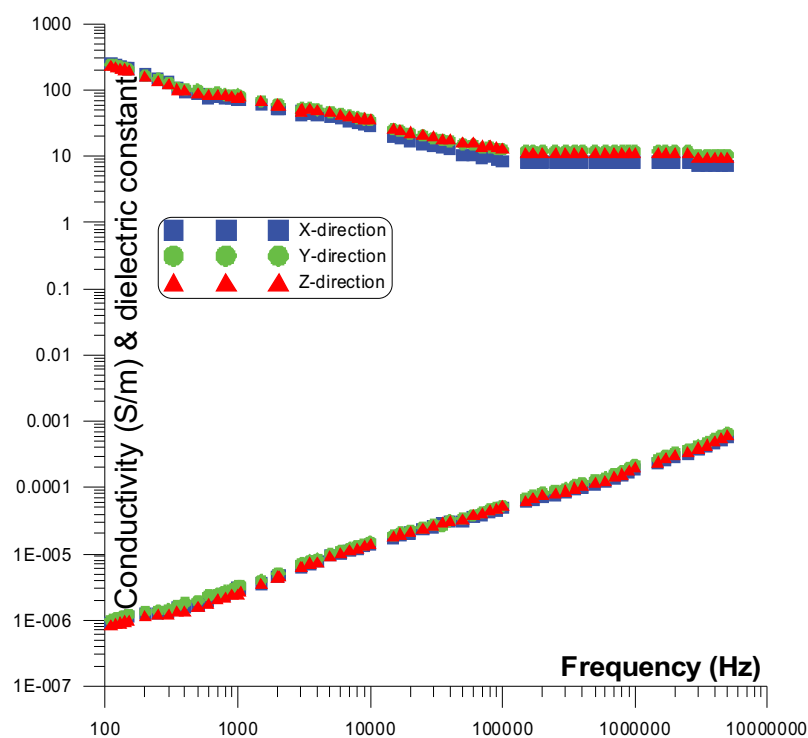 1000
100
10
1
0.1
0.01
0.001
0.0001
1E-005
1E-006
1E-007
Conductivity (S/m) & dielectric constant
X-direction
Y-direction
Z-direction
Frequency (Hz)
100 1000 10000 100000 1000000 10000000